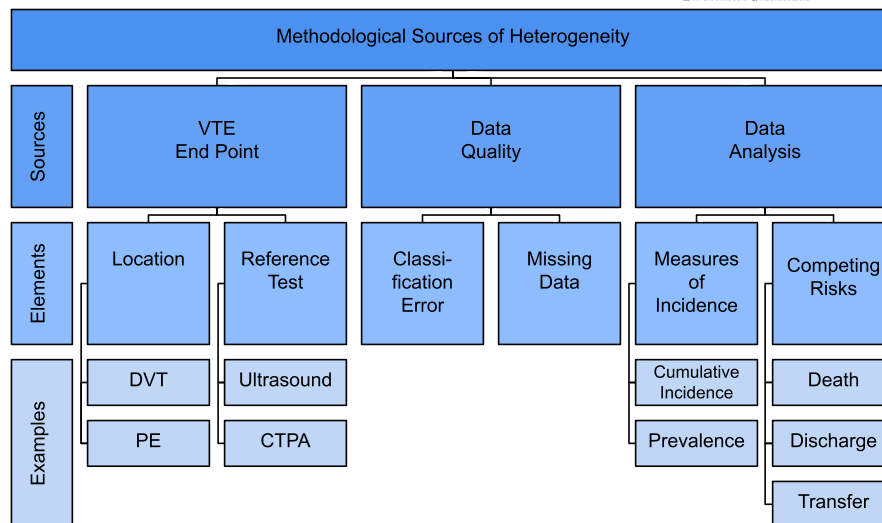 Methodological Sources of Heterogeneity
Sources
VTE
End Point
Data
Quality
Data
Analysis
Elements
Location
Reference
Test
Classi-
fication
Error
Missing
Data
Measures
of
Incidence
Competing
Risks
Examples
DVT
Ultrasound
Cumulative
Incidence
Death
PE
CTPA
Prevalence
Discharge
Transfer